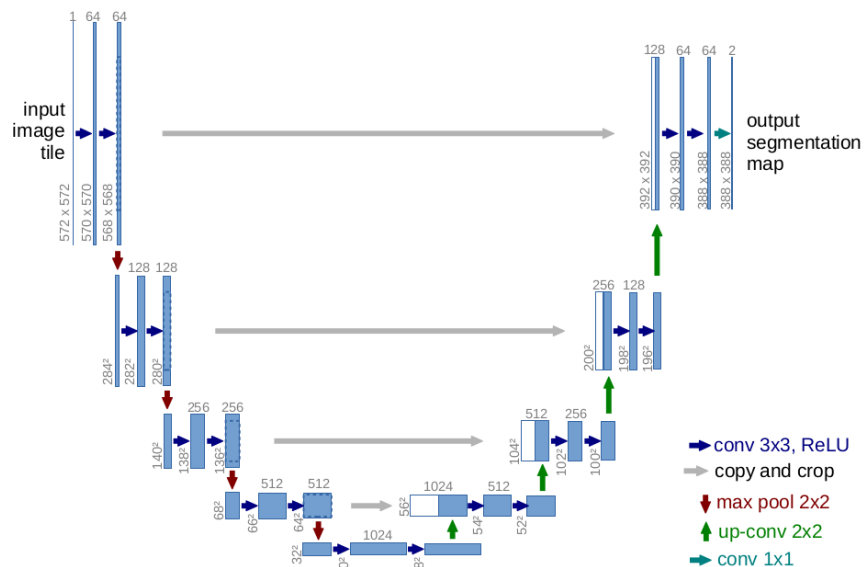 1 64 64
input
image
tile
572 x 572
570 x 570
568 x 568
128 64 64 2
output
segmentation
map
392 x 392
390 x 390
388 x 388
388 x 388
128 128
284²
282²
280²
256 128
200²
198²
196²
256 256
140²
138²
136²
512 256
104²
102²
100²
512 512
68²
66²
64²
1024 512
56²
54²
52²
1024
32²
conv 3x3, ReLU
copy and crop
max pool 2x2
up-conv 2x2
conv 1x1